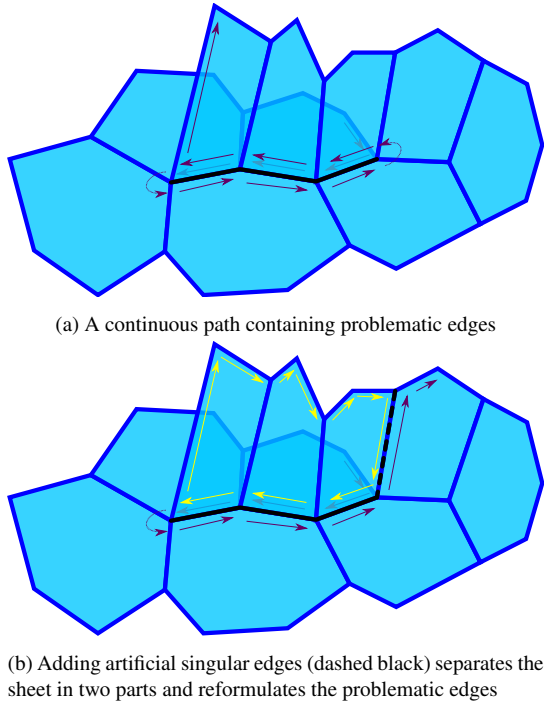 (a) A continuous path containing problematic edges
(b) Adding artificial singular edges (dashed black) separates the
sheet in two parts and reformulates the problematic edges